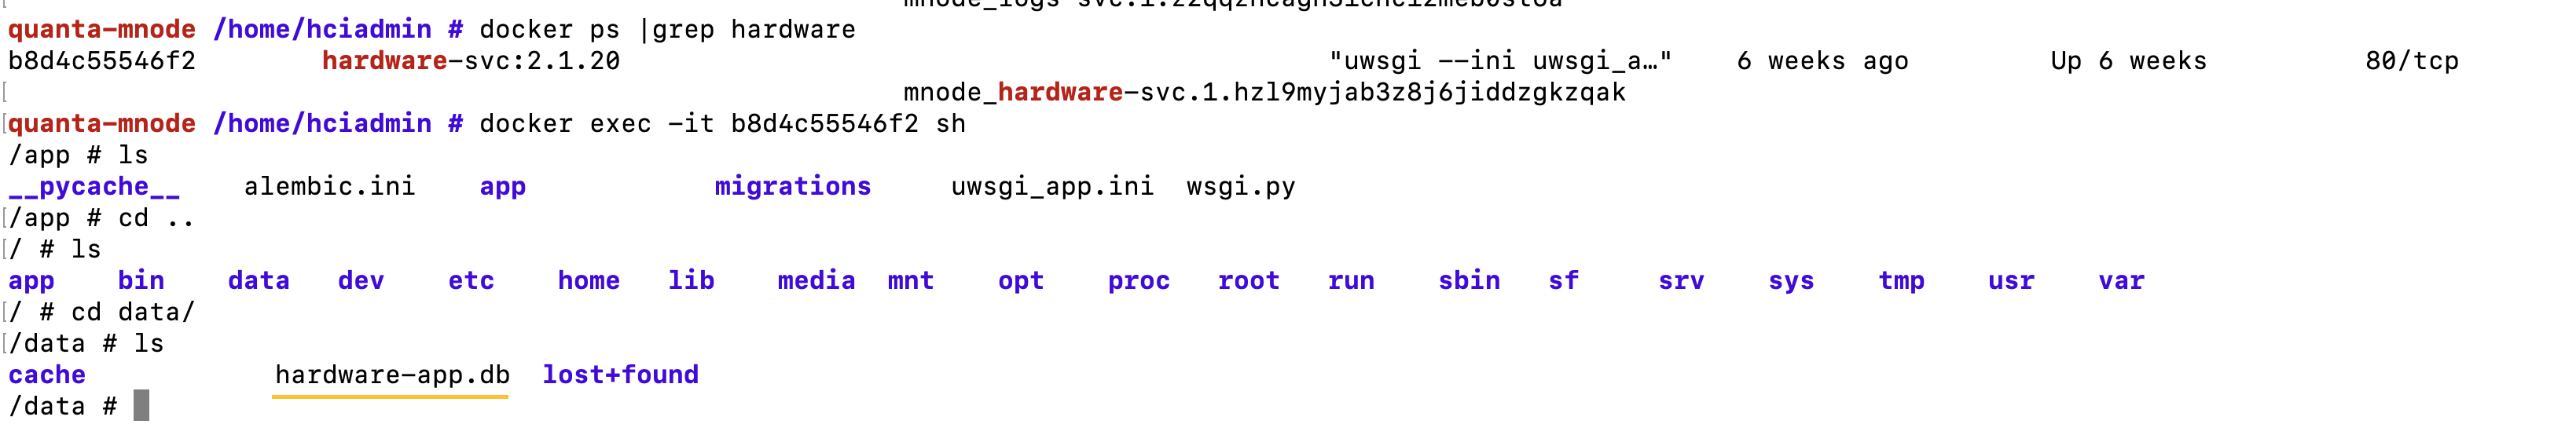 quanta-mnode /home/hciadmin # docker ps |grep hardware
b8d4c55546f2 hardware-svc:2.1.20 "uwsgi --ini uwsgi_a…" 6 weeks ago Up 6 weeks 80/tcp
[ mnode_hardware-svc.1.hzl9myjab3z8j6jiddzgkzqak
[quanta-mnode /home/hciadmin # docker exec -it b8d4c55546f2 sh
/app # ls
__pycache__ alembic.ini app migrations uwsgi_app.ini wsgi.py
[/app # cd ..
[/ # ls
app bin data dev etc home lib media mnt opt proc root run sbin sf srv sys tmp usr var
[/ # cd data/
[/data # ls
cache hardware-app.db lost+found
/data #